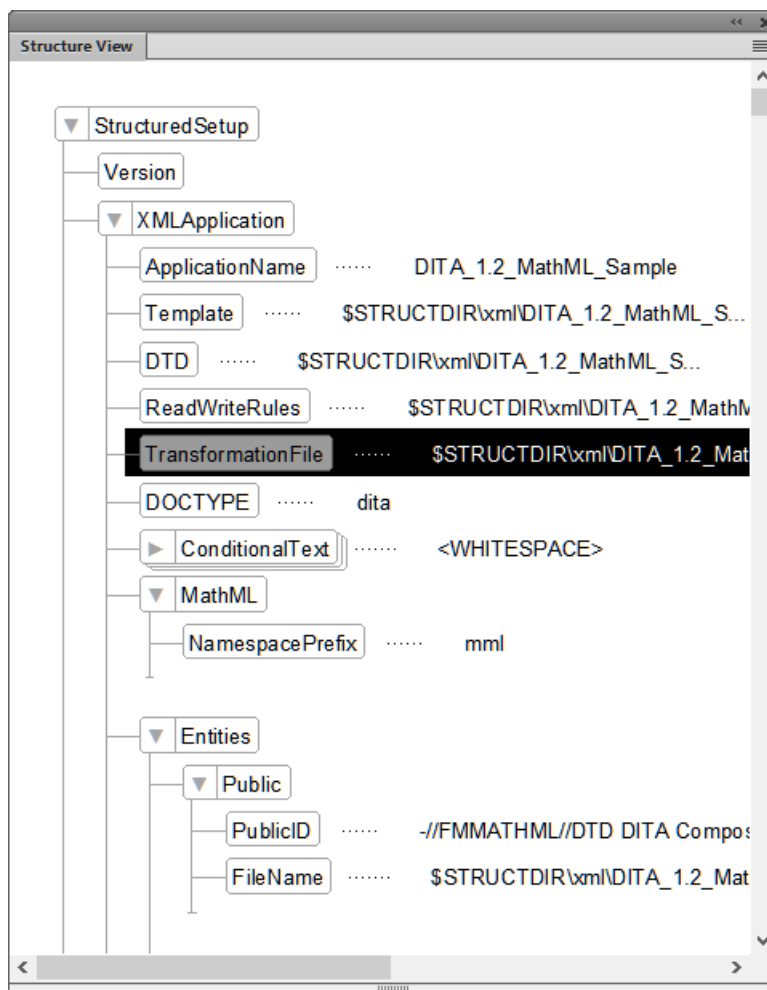 Structure View
StructuredSetup
Version
XMLApplication
ApplicationName ...... DITA_1.2_MathML_Sample
Template ...... $STRUCTDIR\xml\DITA_1.2_MathML_S...
DTD ...... $STRUCTDIR\xml\DITA_1.2_MathML_S...
ReadWriteRules ...... $STRUCTDIR\xml\DITA_1.2_MathM
TransformationFile ...... $STRUCTDIR\xml\DITA_1.2_Mat
DOCTYPE ...... dita
ConditionalText ....... <WHITESPACE>
MathML
NamespacePrefix ...... mml
Entities
Public
PublicID ...... -//FMMATHML//DTD DITA Compos
FileName ....... $STRUCTDIR\xml\DITA_1.2_Mat